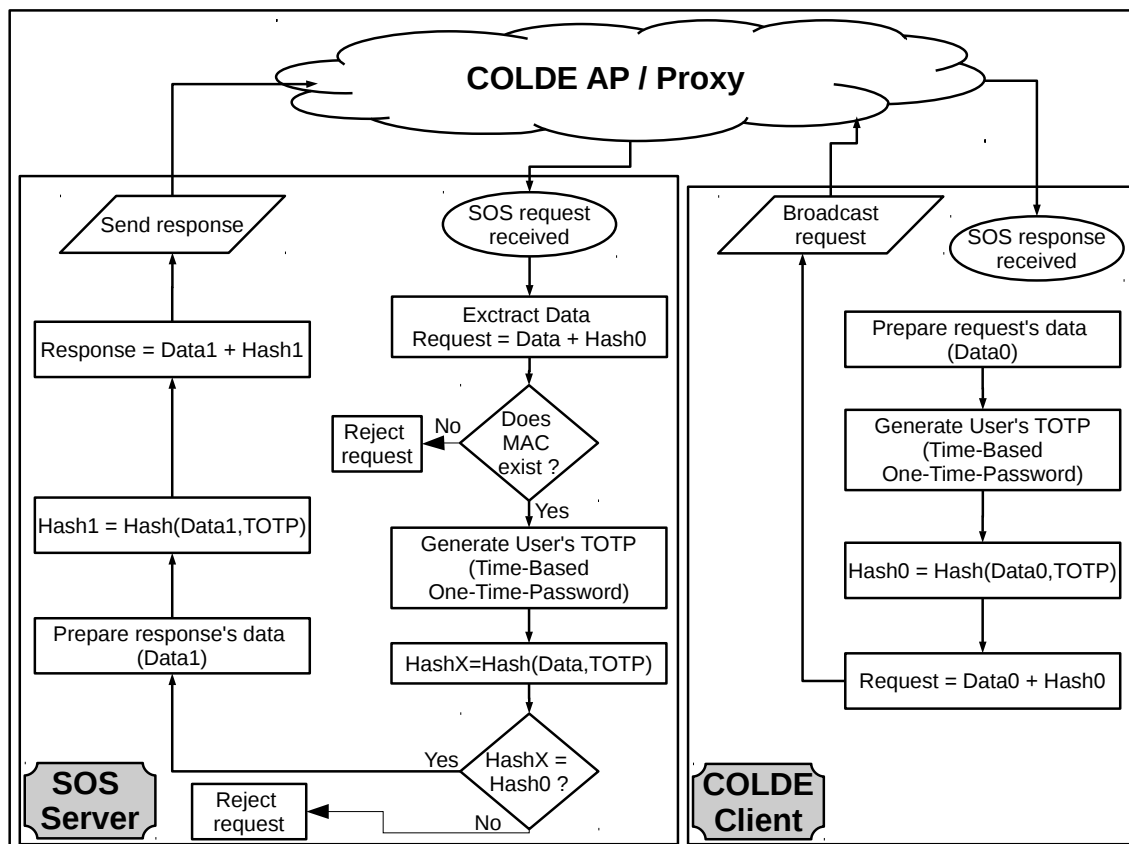 COLDE AP / Proxy
Send response
SOS request
received
Broadcast
request
SOS response
received
Response = Data1 + Hash1
Exctract Data
Request = Data + Hash0
Prepare request's data
(Data0)
Does
MAC
exist ?
No
Reject
request
Yes
Generate User's TOTP
(Time-Based
One-Time-Password)
Hash1 = Hash(Data1,TOTP)
Generate User's TOTP
(Time-Based
One-Time-Password)
Hash0 = Hash(Data0,TOTP)
Prepare response's data
(Data1)
HashX=Hash(Data,TOTP)
Request = Data0 + Hash0
Yes
HashX =
Hash0 ?
No
Reject
request
SOS
Server
COLDE
Client